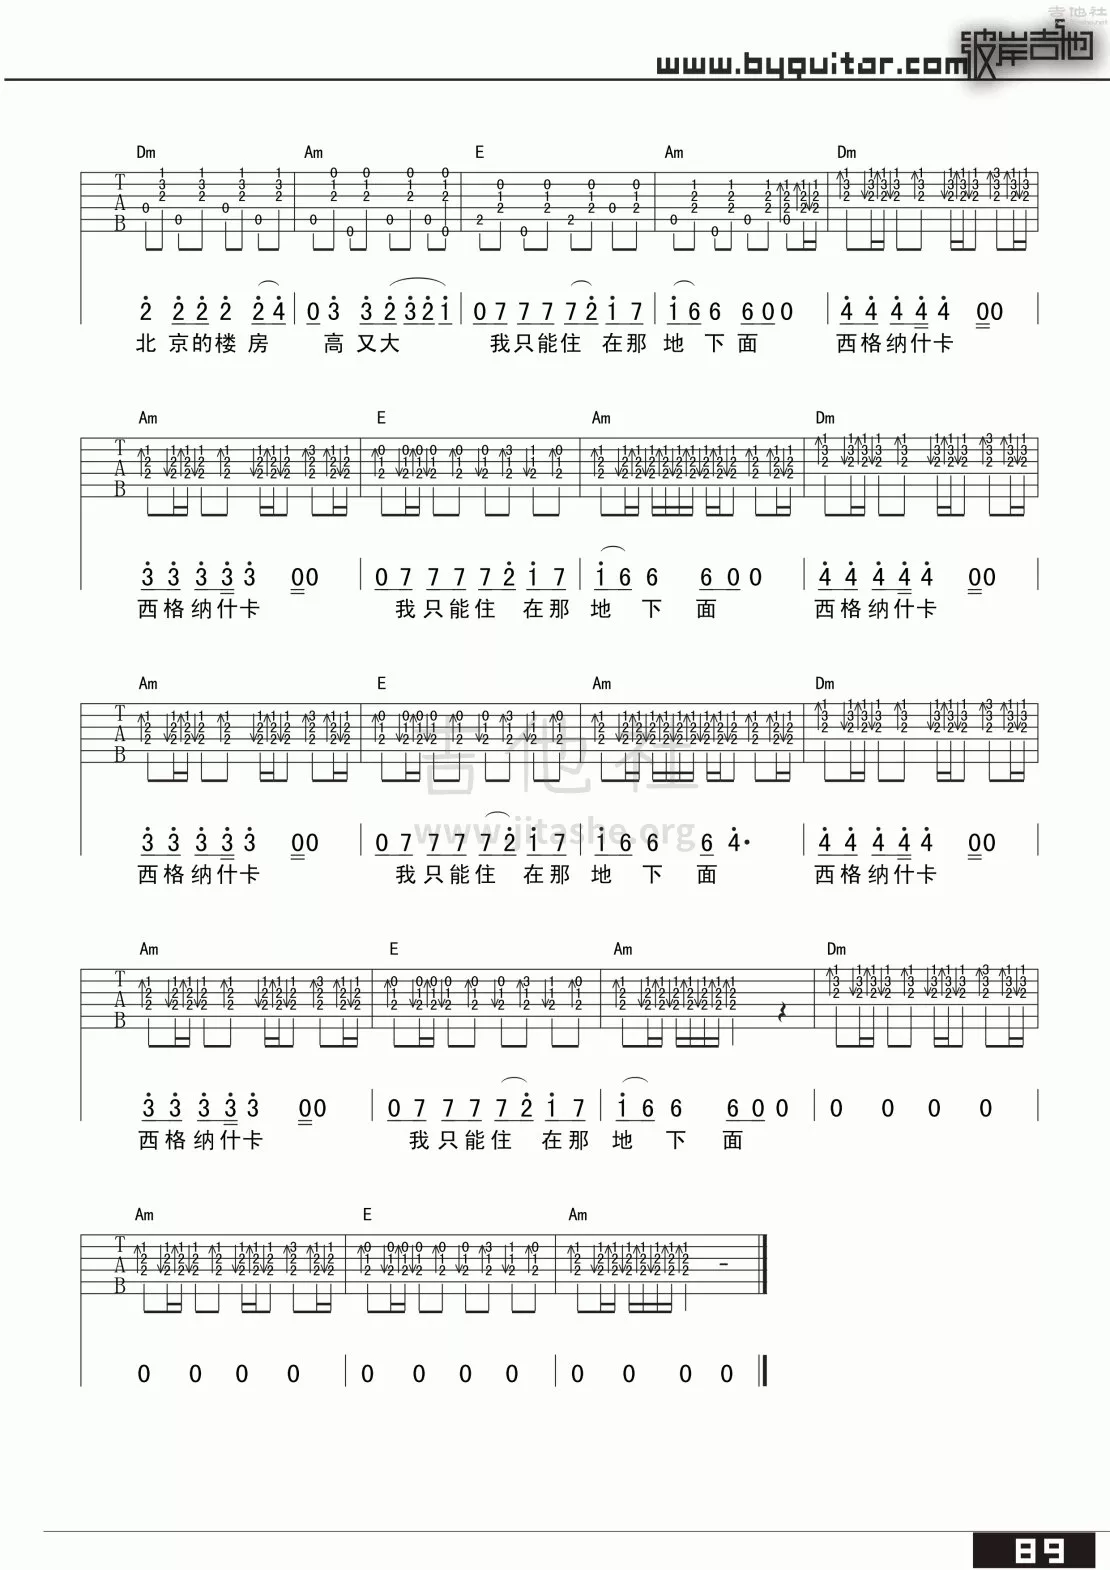 吉他社
www.byguitar.com 彼岸吉他
Dm Am E Am Dm
2 2 2 2 2 4 0 3 3 2 3 2 1 0 7 7 7 7 2 1 7 1 6 6 6 0 0 4 4 4 4 4 0 0
北京的楼房 高又大 我只能住在那地下面 西格纳什卡
Am E Am Dm
3 3 3 3 3 0 0 0 7 7 7 7 2 1 7 1 6 6 6 0 0 4 4 4 4 4 0 0
西格纳什卡 我只能住在那地下面 西格纳什卡
Am E Am Dm
吉他社
www.jitashe.org
3 3 3 3 3 0 0 0 7 7 7 7 2 1 7 1 6 6 6 4· 4 4 4 4 4 0 0
西格纳什卡 我只能住在那地下面 西格纳什卡
Am E Am Dm
3 3 3 3 3 0 0 0 7 7 7 7 2 1 7 1 6 6 6 0 0 0 0 0 0
西格纳什卡 我只能住在那地下面
Am E Am
0 0 0 0 0 0 0 0 0 0 0 0
89